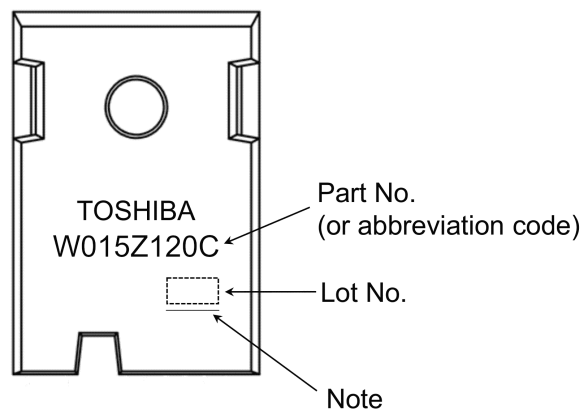 TOSHIBA
W015Z120C
Part No.
(or abbreviation code)
Lot No.
Note